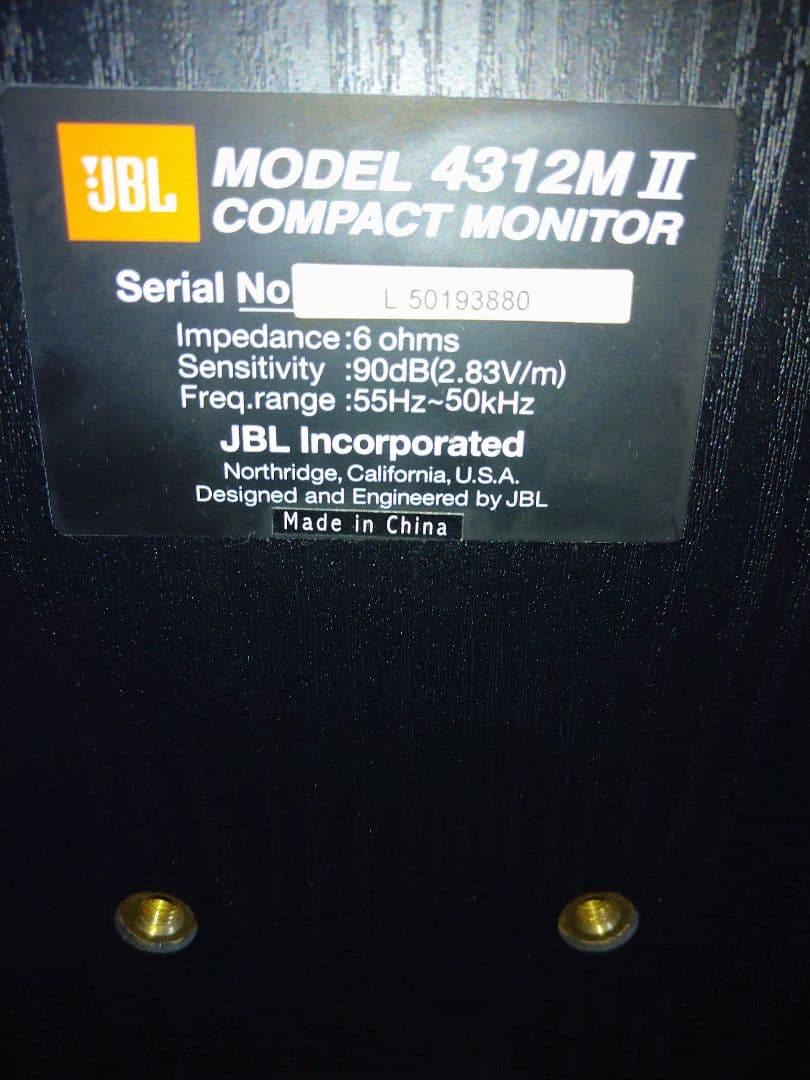 JBL
MODEL 4312M II
COMPACT MONITOR
Serial No
L 50193880
Impedance:6 ohms
Sensitivity :90dB(2.83V/m)
Freq.range :55Hz~50kHz
JBL Incorporated
Northridge, California, U.S.A.
Designed and Engineered by JBL
Made in China